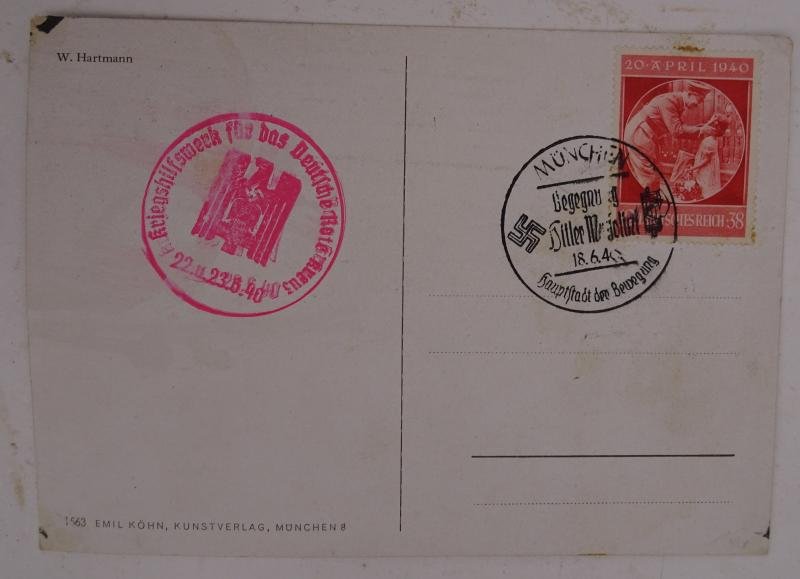 W. Hartmann
Kriegshilfswerk für das Deutsche Rote Kreuz
22. u. 23.6.40
20·APRIL 1940
DEUTSCHES REICH·38
MÜNCHEN
Begegnung
Hitler Mussolini
18.6.40
Hauptstadt der Bewegung
1563 EMIL KÖHN, KUNSTVERLAG, MÜNCHEN 8